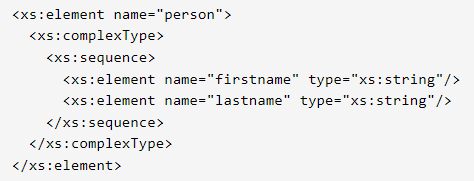 <xs:element name="person">
  <xs:complexType>
    <xs:sequence>
      <xs:element name="firstname" type="xs:string"/>
      <xs:element name="lastname" type="xs:string"/>
    </xs:sequence>
  </xs:complexType>
</xs:element>